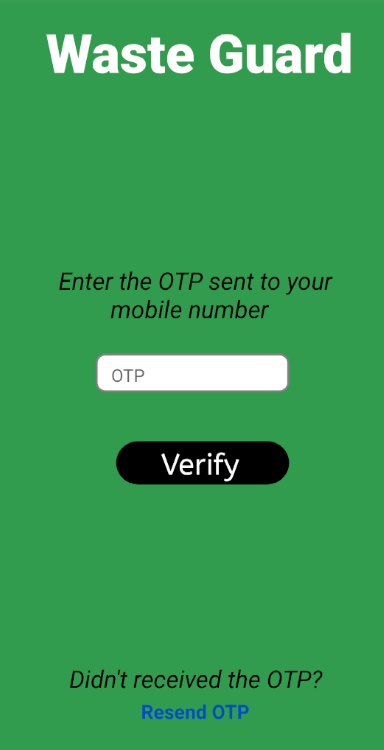 Waste Guard
Enter the OTP sent to your
mobile number
OTP
Verify
Didn't received the OTP?
Resend OTP